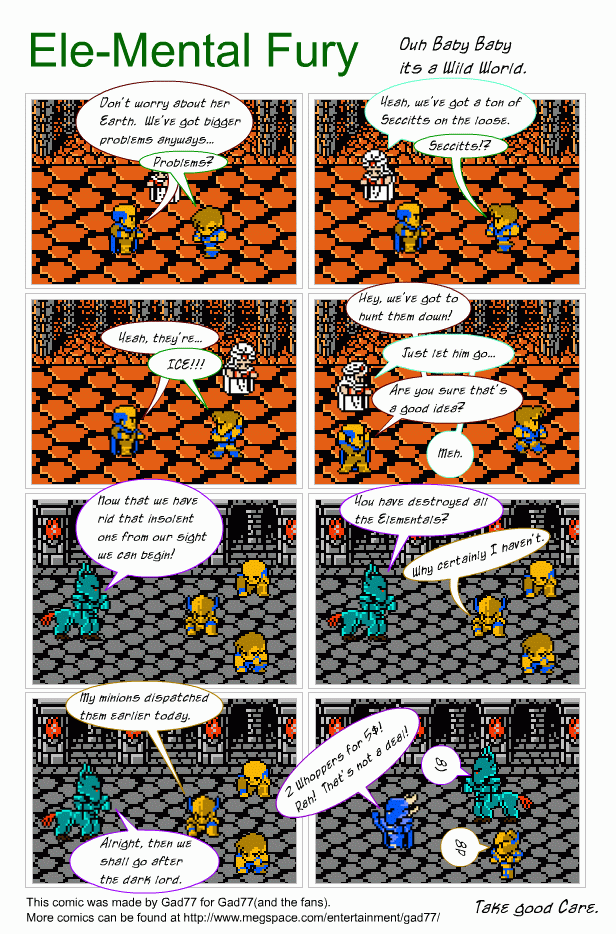 Ele-Mental Fury
Ouh Baby Baby
its a Wild World.
Don't worry about her
Earth. We've got bigger
problems anyways...
Problems?
Yeah, we've got a ton of
Seccitts on the loose.
Seccitts!?
Yeah, they're...
ICE!!!
Hey, we've got to
hunt them down!
Just let him go...
Are you sure that's
a good idea?
Meh.
Now that we have
rid that insolent
one from our sight
we can begin!
You have destroyed all
the Elementals?
Why certainly I haven't.
My minions dispatched
them earlier today.
Alright, then we
shall go after
the dark lord.
2 Whoppers for 5$!
Rah! That's not a deal!
8)
8P
This comic was made by Gad77 for Gad77(and the fans).
More comics can be found at http://www.megspace.com/entertainment/gad77/
Take good Care.